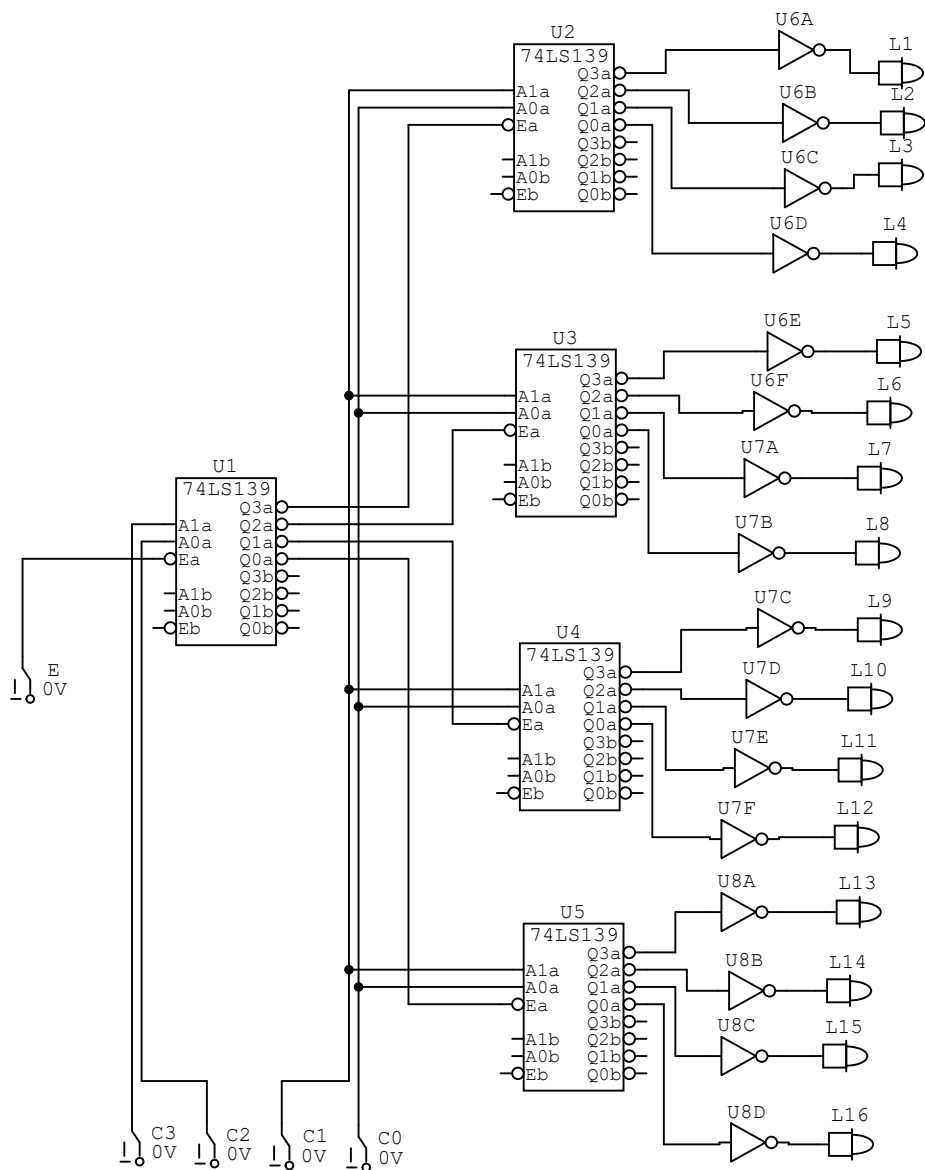 U6A
L1
U2
74LS139
Q3a
A1a Q2a
A0a Q1a
Ea Q0a
Q3b
A1b Q2b
A0b Q1b
Eb Q0b
U6B
L2
U6C
L3
U6D
L4
U3
74LS139
Q3a
A1a Q2a
A0a Q1a
Ea Q0a
Q3b
A1b Q2b
A0b Q1b
Eb Q0b
U6E
L5
U6F
L6
U7A
L7
U7B
L8
U1
74LS139
Q3a
A1a Q2a
A0a Q1a
Ea Q0a
Q3b
A1b Q2b
A0b Q1b
Eb Q0b
E
0V
U4
74LS139
Q3a
A1a Q2a
A0a Q1a
Ea Q0a
Q3b
A1b Q2b
A0b Q1b
Eb Q0b
U7C
L9
U7D
L10
U7E
L11
U7F
L12
U5
74LS139
Q3a
A1a Q2a
A0a Q1a
Ea Q0a
Q3b
A1b Q2b
A0b Q1b
Eb Q0b
U8A
L13
U8B
L14
U8C
L15
U8D
L16
C3
0V
C2
0V
C1
0V
C0
0V